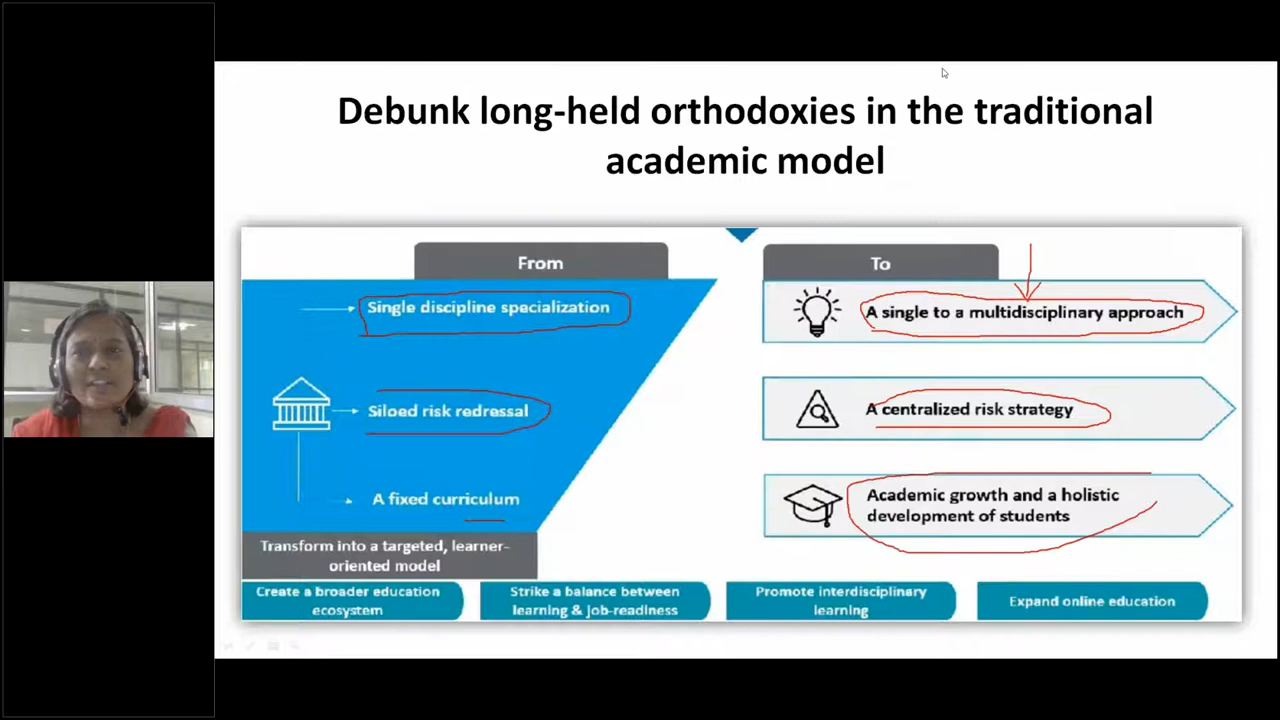 Debunk long-held orthodoxies in the traditional
academic model
From
To
Single discipline specialization
A single to a multidisciplinary approach
Siloed risk redressal
A centralized risk strategy
A fixed curriculum
Academic growth and a holistic
development of students
Transform into a targeted, learner-
oriented model
Create a broader education
ecosystem
Strike a balance between
learning & job-readiness
Promote interdisciplinary
learning
Expand online education